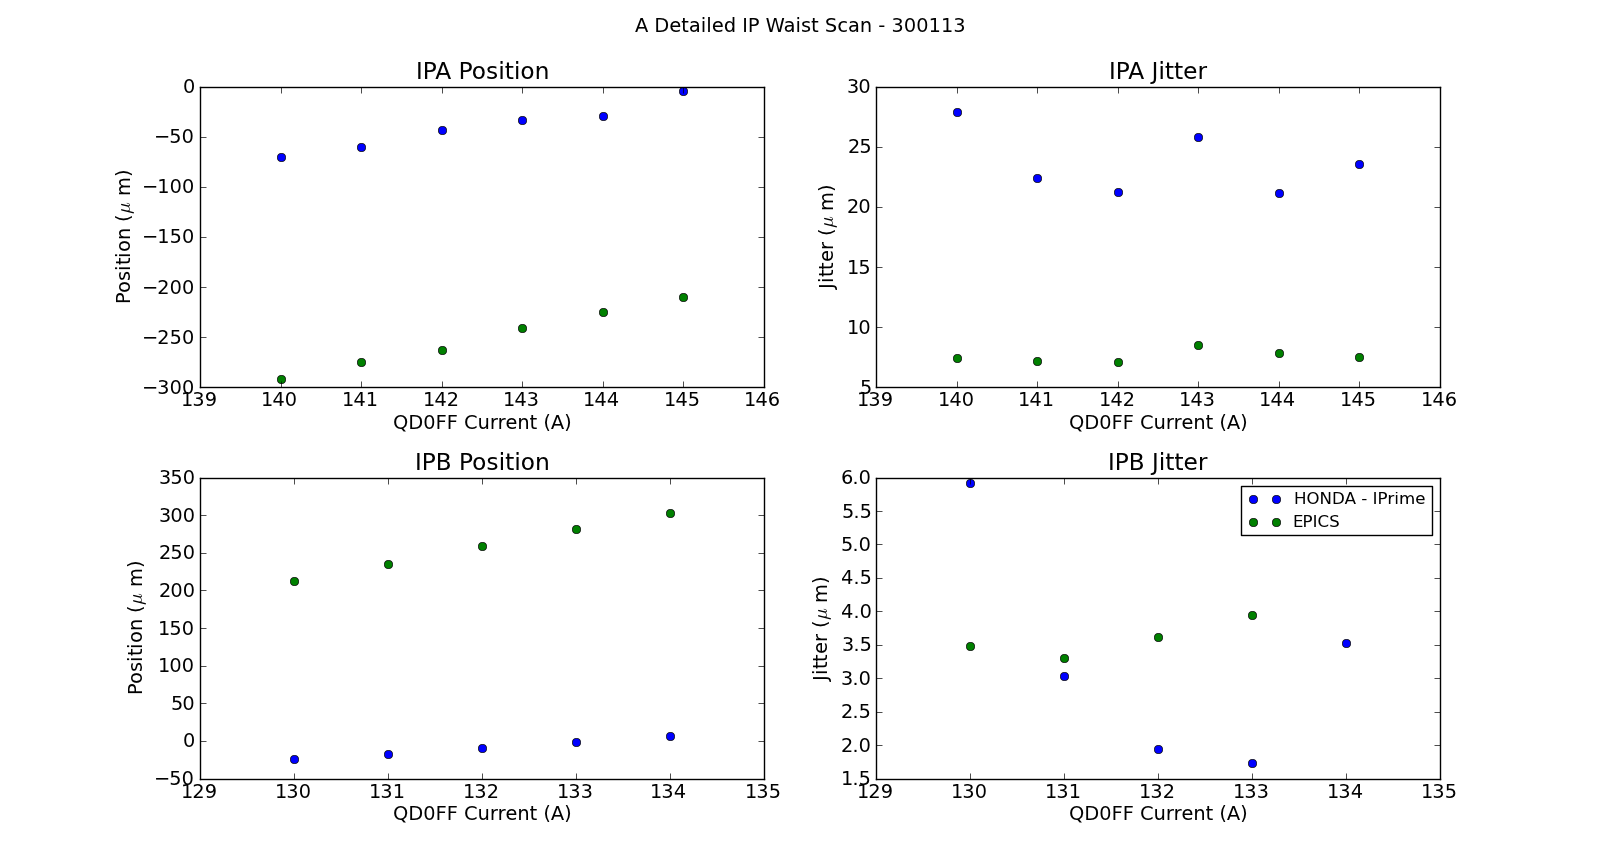 A Detailed IP Waist Scan - 300113
IPA Position
0
−50
−100
−150
−200
−250
−300
Position (μ m)
139 140 141 142 143 144 145 146
QD0FF Current (A)
IPA Jitter
30
25
20
15
10
5
Jitter (μ m)
139 140 141 142 143 144 145 146
QD0FF Current (A)
IPB Position
350
300
250
200
150
100
50
0
−50
Position (μ m)
129 130 131 132 133 134 135
QD0FF Current (A)
IPB Jitter
6.0
5.5
5.0
4.5
4.0
3.5
3.0
2.5
2.0
1.5
Jitter (μ m)
HONDA - IPrime
EPICS
129 130 131 132 133 134 135
QD0FF Current (A)